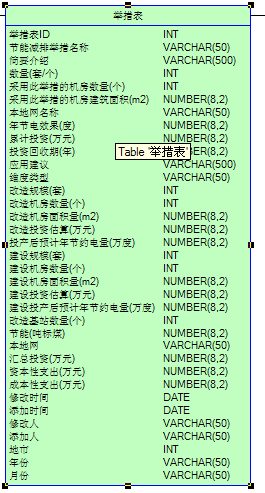 举措表
举措表ID INT
节能减排举措名称 VARCHAR(50)
简要介绍 VARCHAR(500)
数量(套/个) INT
采用此举措的机房数量(个) INT
采用此举措的机房建筑面积(m2) NUMBER(8,2)
本地网名称 VARCHAR(50)
年节电效果(度) NUMBER(8,2)
累计投资(万元) NUMBER(8,2)
投资回收期(年) NUMBER(8,2)
Table '举措表'
应用建议 VARCHAR(500)
维度类型 VARCHAR(50)
改造规模(套) INT
改造机房数量(个) INT
改造机房面积量(m2) NUMBER(8,2)
改造投资估算(万元) NUMBER(8,2)
投产后预计年节约电量(万度) NUMBER(8,2)
建设规模(套) INT
建设机房数量(个) INT
建设机房面积量(m2) NUMBER(8,2)
建设投资估算(万元) NUMBER(8,2)
建设投产后预计年节约电量(万度) NUMBER(8,2)
改造基站数量(个) INT
节能(吨标煤) NUMBER(8,2)
本地网 VARCHAR(50)
汇总投资(万元) NUMBER(8,2)
资本性支出(万元) NUMBER(8,2)
成本性支出(万元) NUMBER(8,2)
修改时间 DATE
添加时间 DATE
修改人 VARCHAR(50)
添加人 VARCHAR(50)
地市 INT
年份 VARCHAR(50)
月份 VARCHAR(50)